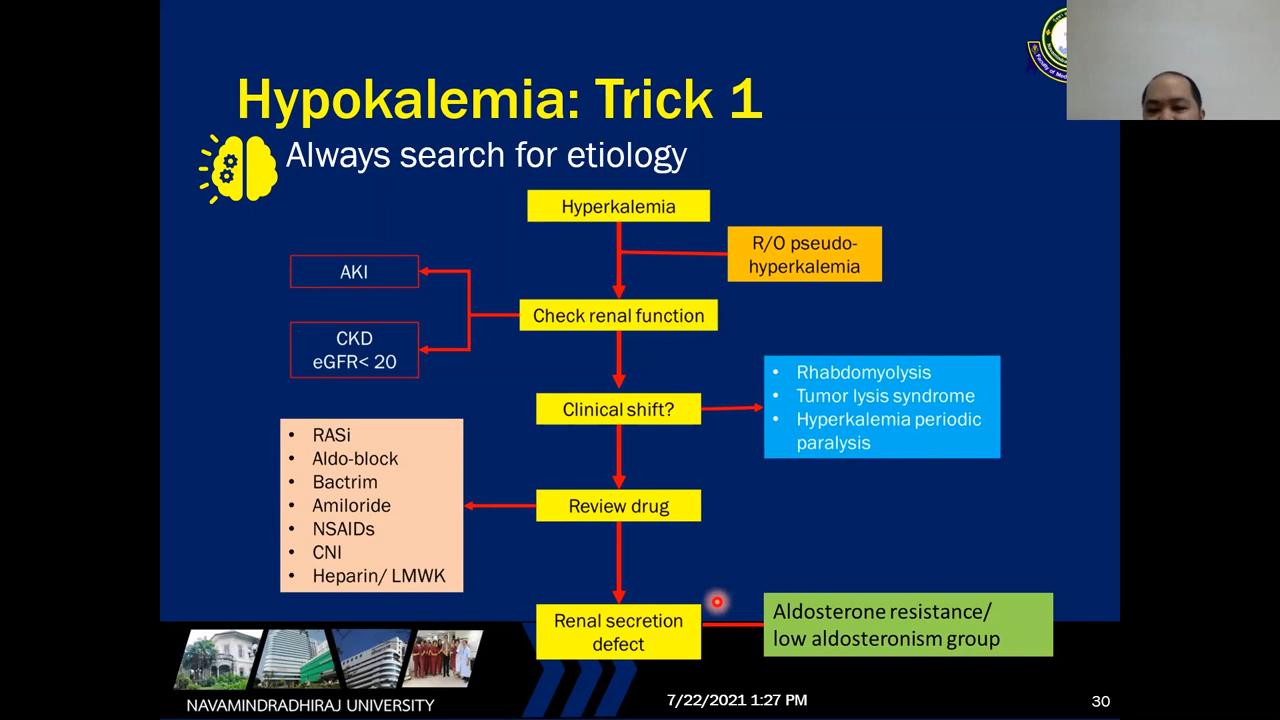 Hypokalemia: Trick 1
Always search for etiology
Hyperkalemia
R/O pseudo-
hyperkalemia
AKI
Check renal function
CKD
eGFR< 20
Clinical shift?
• Rhabdomyolysis
• Tumor lysis syndrome
• Hyperkalemia periodic
paralysis
• RASi
• Aldo-block
• Bactrim
• Amiloride
• NSAIDs
• CNI
• Heparin/ LMWK
Review drug
Renal secretion
defect
Aldosterone resistance/
low aldosteronism group
NAVAMINDRADHIRAJ UNIVERSITY
7/22/2021 1:27 PM
30